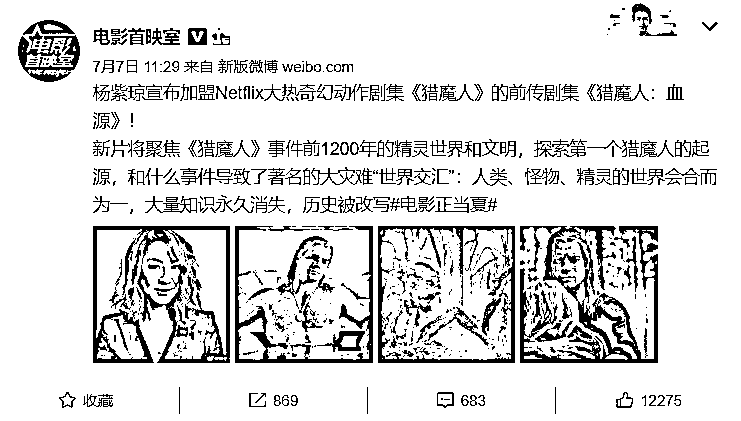 电影首映室
电影
首映室
7月7日 11:29 来自 新版微博 weibo.com
杨紫琼宣布加盟Netflix大热奇幻动作剧集《猎魔人》的前传剧集《猎魔人：血
源》！
新片将聚焦《猎魔人》事件前1200年的精灵世界和文明，探索第一个猎魔人的起
源，和什么事件导致了著名的大灾难“世界交汇”：人类、怪物、精灵的世界会合而
为一，大量知识永久消失，历史被改写#电影正当夏#
收藏
869
683
12275